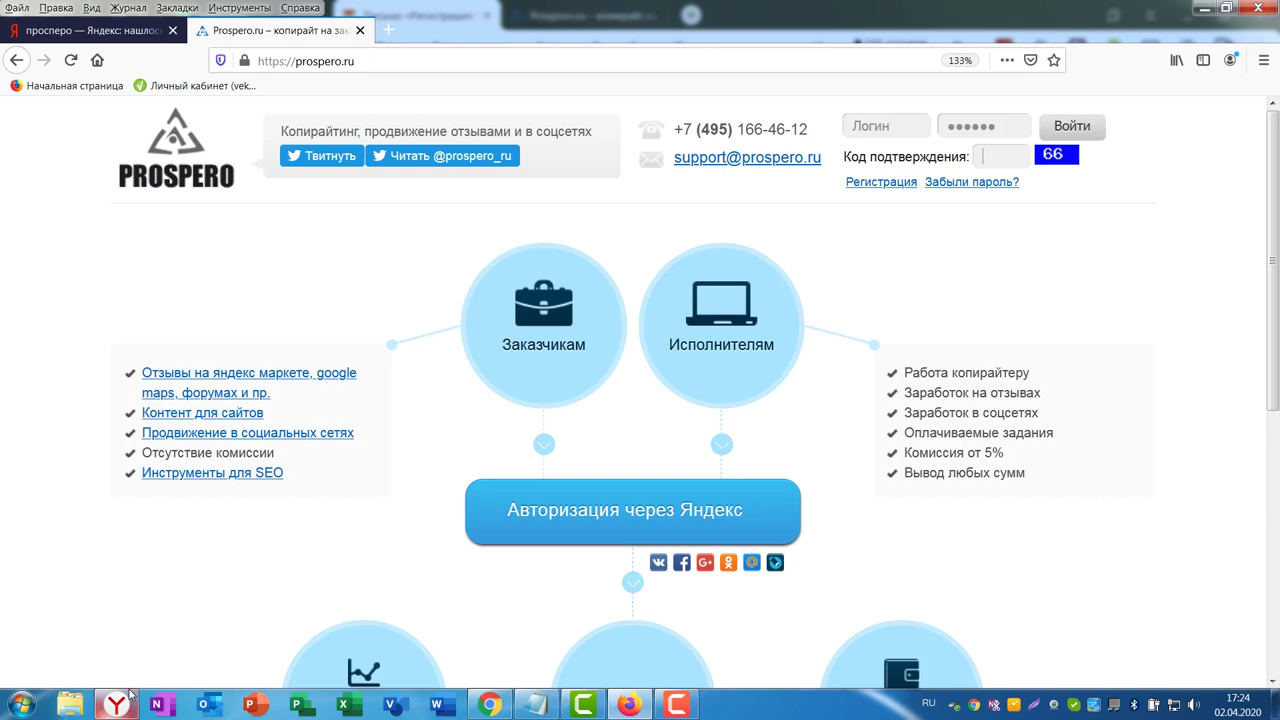 Файл Правка Вид Журнал Закладки Инструменты Справка
просперо — Яндекс: нашлось
Prospero.ru – копирайт на зак
https://prospero.ru
133%
Начальная страница
Личный кабинет (vek...
PROSPERO
Копирайтинг, продвижение отзывами и в соцсетях
Твитнуть
Читать @prospero_ru
+7 (495) 166-46-12
support@prospero.ru
Логин
Войти
Код подтверждения:
66
Регистрация
Забыли пароль?
Заказчикам
Исполнителям
Отзывы на яндекс маркете, google
maps, форумах и пр.
Контент для сайтов
Продвижение в социальных сетях
Отсутствие комиссии
Инструменты для SEO
Работа копирайтеру
Заработок на отзывах
Заработок в соцсетях
Оплачиваемые задания
Комиссия от 5%
Вывод любых сумм
Авторизация через Яндекс
RU
17:24
02.04.2020